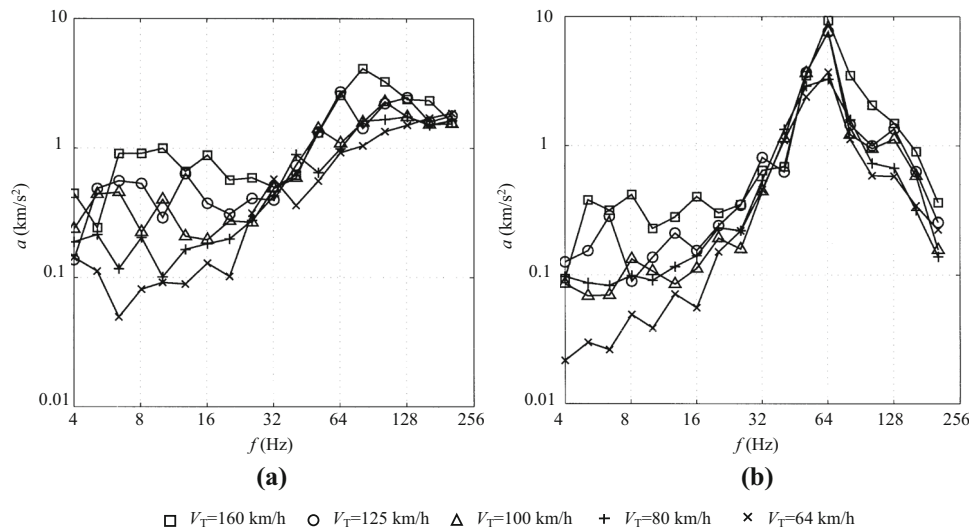 10
1
0.1
0.01
a (km/s²)
4 8 16 32 64 128 256
f (Hz)
(a)
10
1
0.1
0.01
a (km/s²)
4 8 16 32 64 128 256
f (Hz)
(b)
V_T=160 km/h V_T=125 km/h V_T=100 km/h V_T=80 km/h V_T=64 km/h